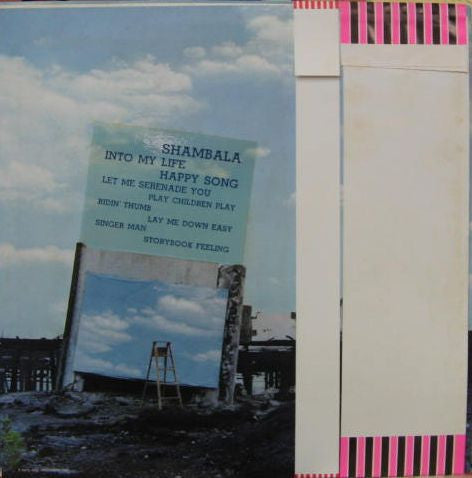 SHAMBALA
INTO MY LIFE
HAPPY SONG
LET ME SERENADE YOU
PLAY CHILDREN PLAY
RIDIN' THUMB
LAY ME DOWN EASY
SINGER MAN
STORYBOOK FEELING